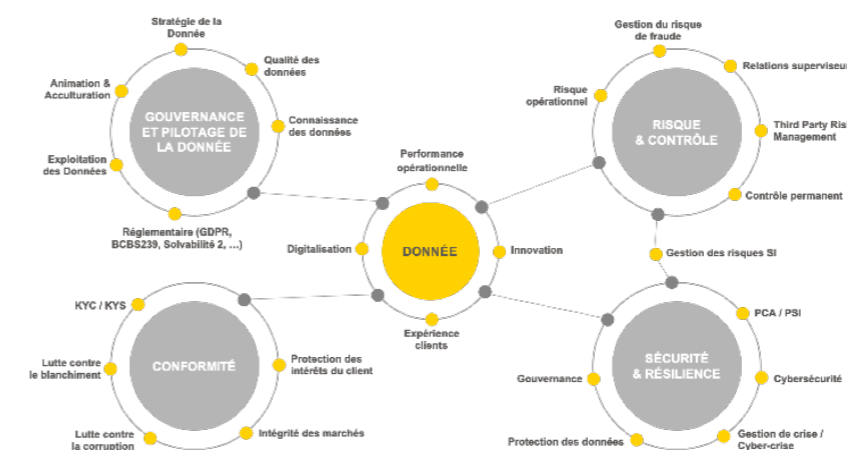 Stratégie de la
Donnée
Qualité des
données
Animation &
Acculturation
GOUVERNANCE
ET PILOTAGE DE
LA DONNÉE
Connaissance
des données
Exploitation
des Données
Réglementaire (GDPR,
BCBS239, Solvabilité 2, ...)
Gestion du risque
de fraude
Relations superviseur
Risque
opérationnel
RISQUE
& CONTRÔLE
Third Party Ris
Management
Contrôle permanent
Performance
opérationnelle
Digitalisation
DONNÉE
Innovation
Expérience
clients
Gestion des risques SI
KYC / KYS
CONFORMITÉ
Lutte contre
le blanchiment
Protection des
intérêts du client
Lutte contre
la corruption
Intégrité des marchés
PCA / PSI
SÉCURITÉ
& RÉSILIENCE
Gouvernance
Cybersécurité
Protection des données
Gestion de crise /
Cyber-crise